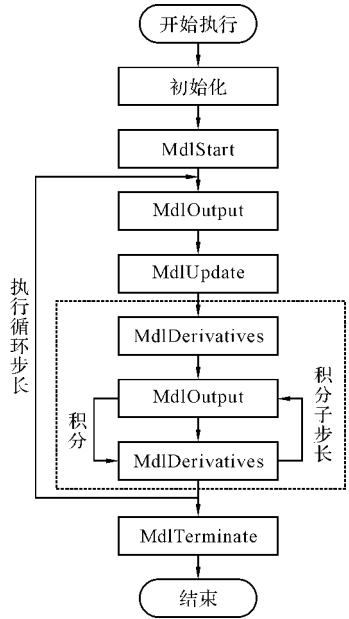 开始执行
初始化
MdlStart
MdlOutput
MdlUpdate
执行循环步长
MdlDerivatives
MdlOutput
积分
积分子步长
MdlDerivatives
MdlTerminate
结束